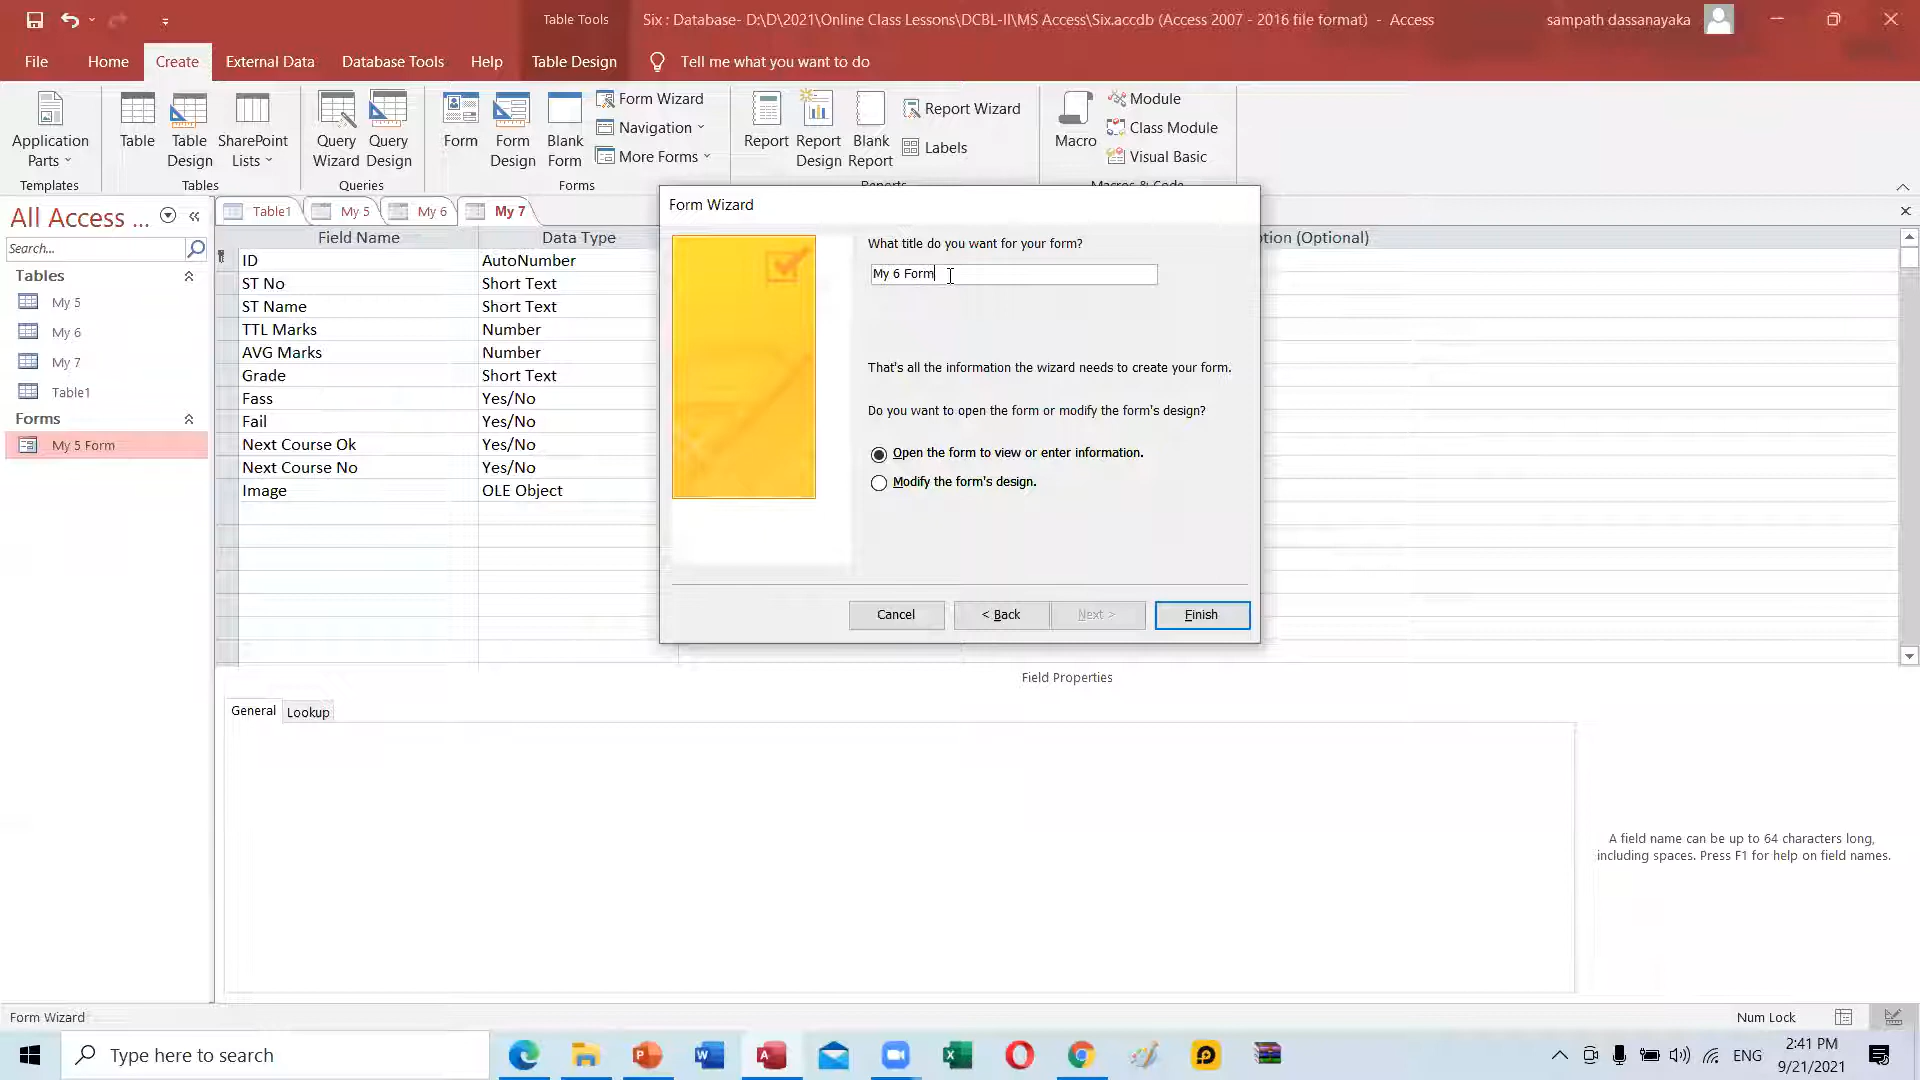 Table Tools
Six : Database- D:\D\2021\Online Class Lessons\DCBL-II\MS Access\Six.accdb (Access 2007 - 2016 file format) - Access
sampath dassanayaka
File Home Create External Data Database Tools Help Table Design Tell me what you want to do
Application Parts
Table
Table Design
SharePoint Lists
Query Wizard
Query Design
Form
Form Design
Blank Form
Form Wizard
Navigation
More Forms
Report
Report Design
Blank Report
Report Wizard
Labels
Macro
Module
Class Module
Visual Basic
Templates Tables Queries Forms Reports Macros & Code
All Access ...
Search...
Tables
My 5
My 6
My 7
Table1
Forms
My 5 Form
Table1 My 5 My 6 My 7
Field Name Data Type tion (Optional)
ID AutoNumber
ST No Short Text
ST Name Short Text
TTL Marks Number
AVG Marks Number
Grade Short Text
Fass Yes/No
Fail Yes/No
Next Course Ok Yes/No
Next Course No Yes/No
Image OLE Object
Form Wizard
What title do you want for your form?
My 6 Form
That's all the information the wizard needs to create your form.
Do you want to open the form or modify the form's design?
Open the form to view or enter information.
Modify the form's design.
Cancel < Back Next > Finish
Field Properties
General Lookup
A field name can be up to 64 characters long,
including spaces. Press F1 for help on field names.
Form Wizard Num Lock
Type here to search
ENG
2:41 PM
9/21/2021